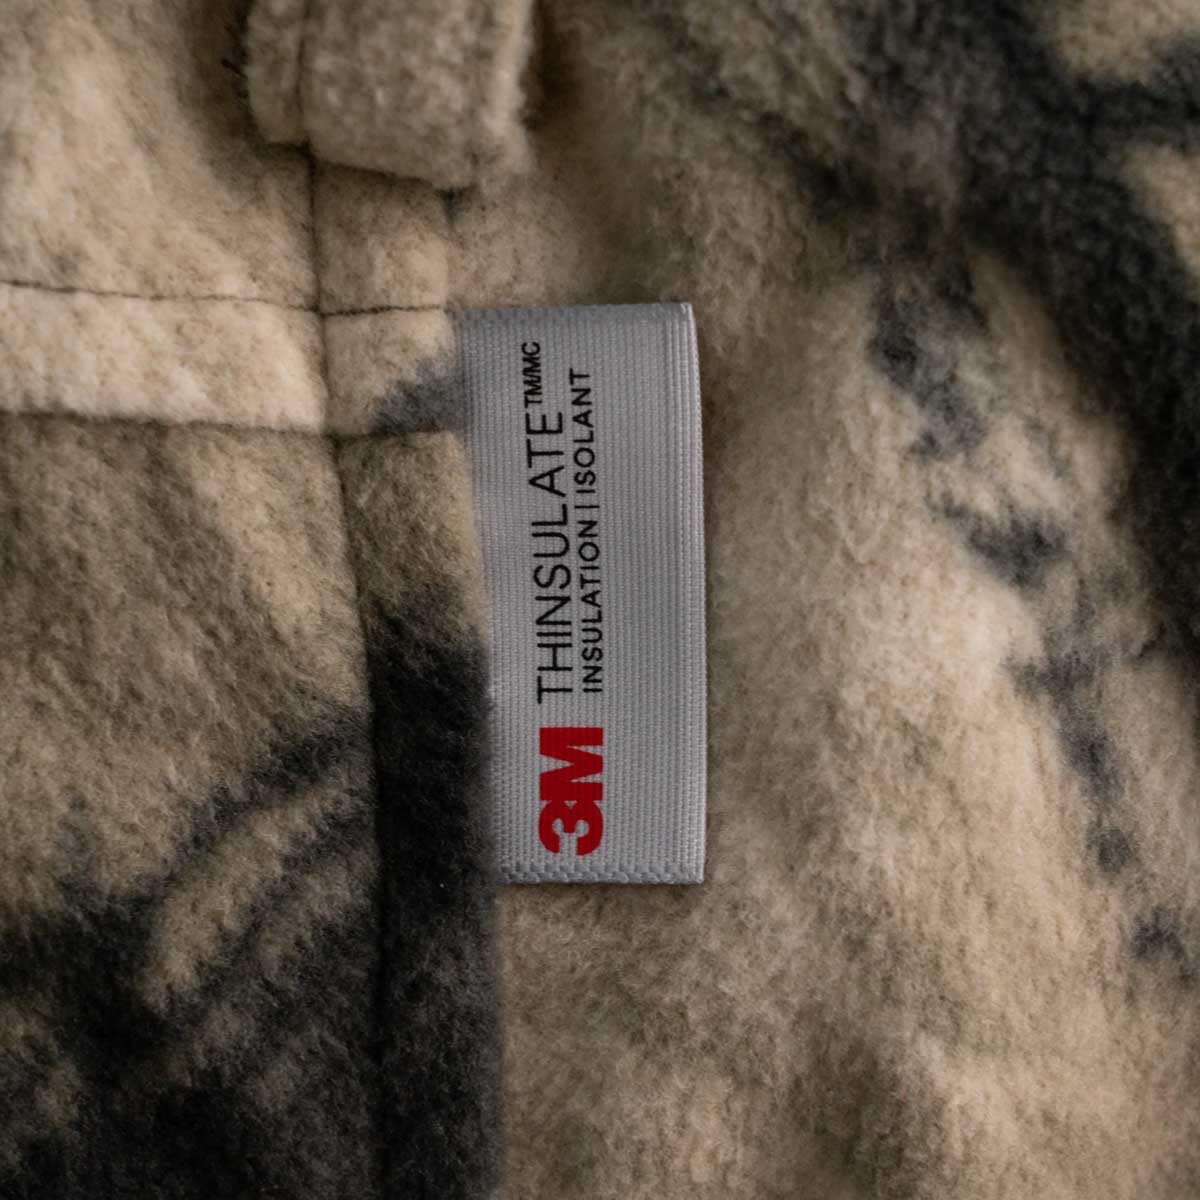 3M THINSULATE™/MC
INSULATION | ISOLANT